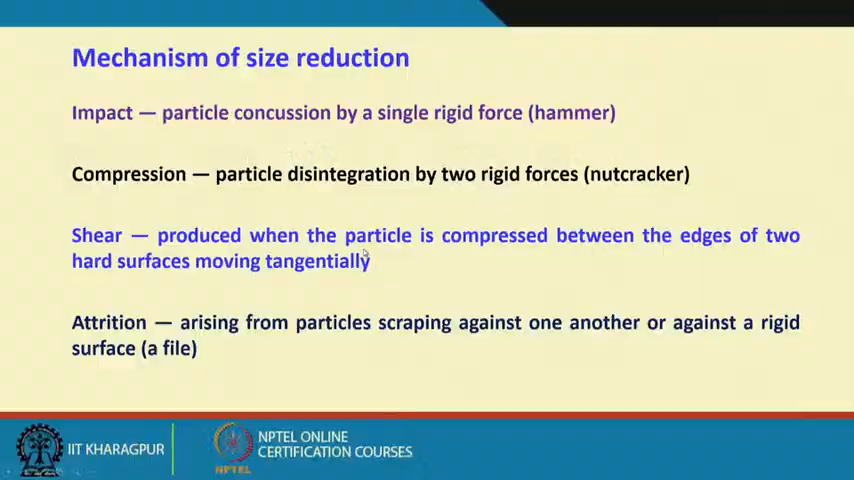 Mechanism of size reduction
Impact — particle concussion by a single rigid force (hammer)
Compression — particle disintegration by two rigid forces (nutcracker)
Shear — produced when the particle is compressed between the edges of two
hard surfaces moving tangentially
Attrition — arising from particles scraping against one another or against a rigid
surface (a file)
IIT KHARAGPUR
NPTEL
NPTEL ONLINE
CERTIFICATION COURSES